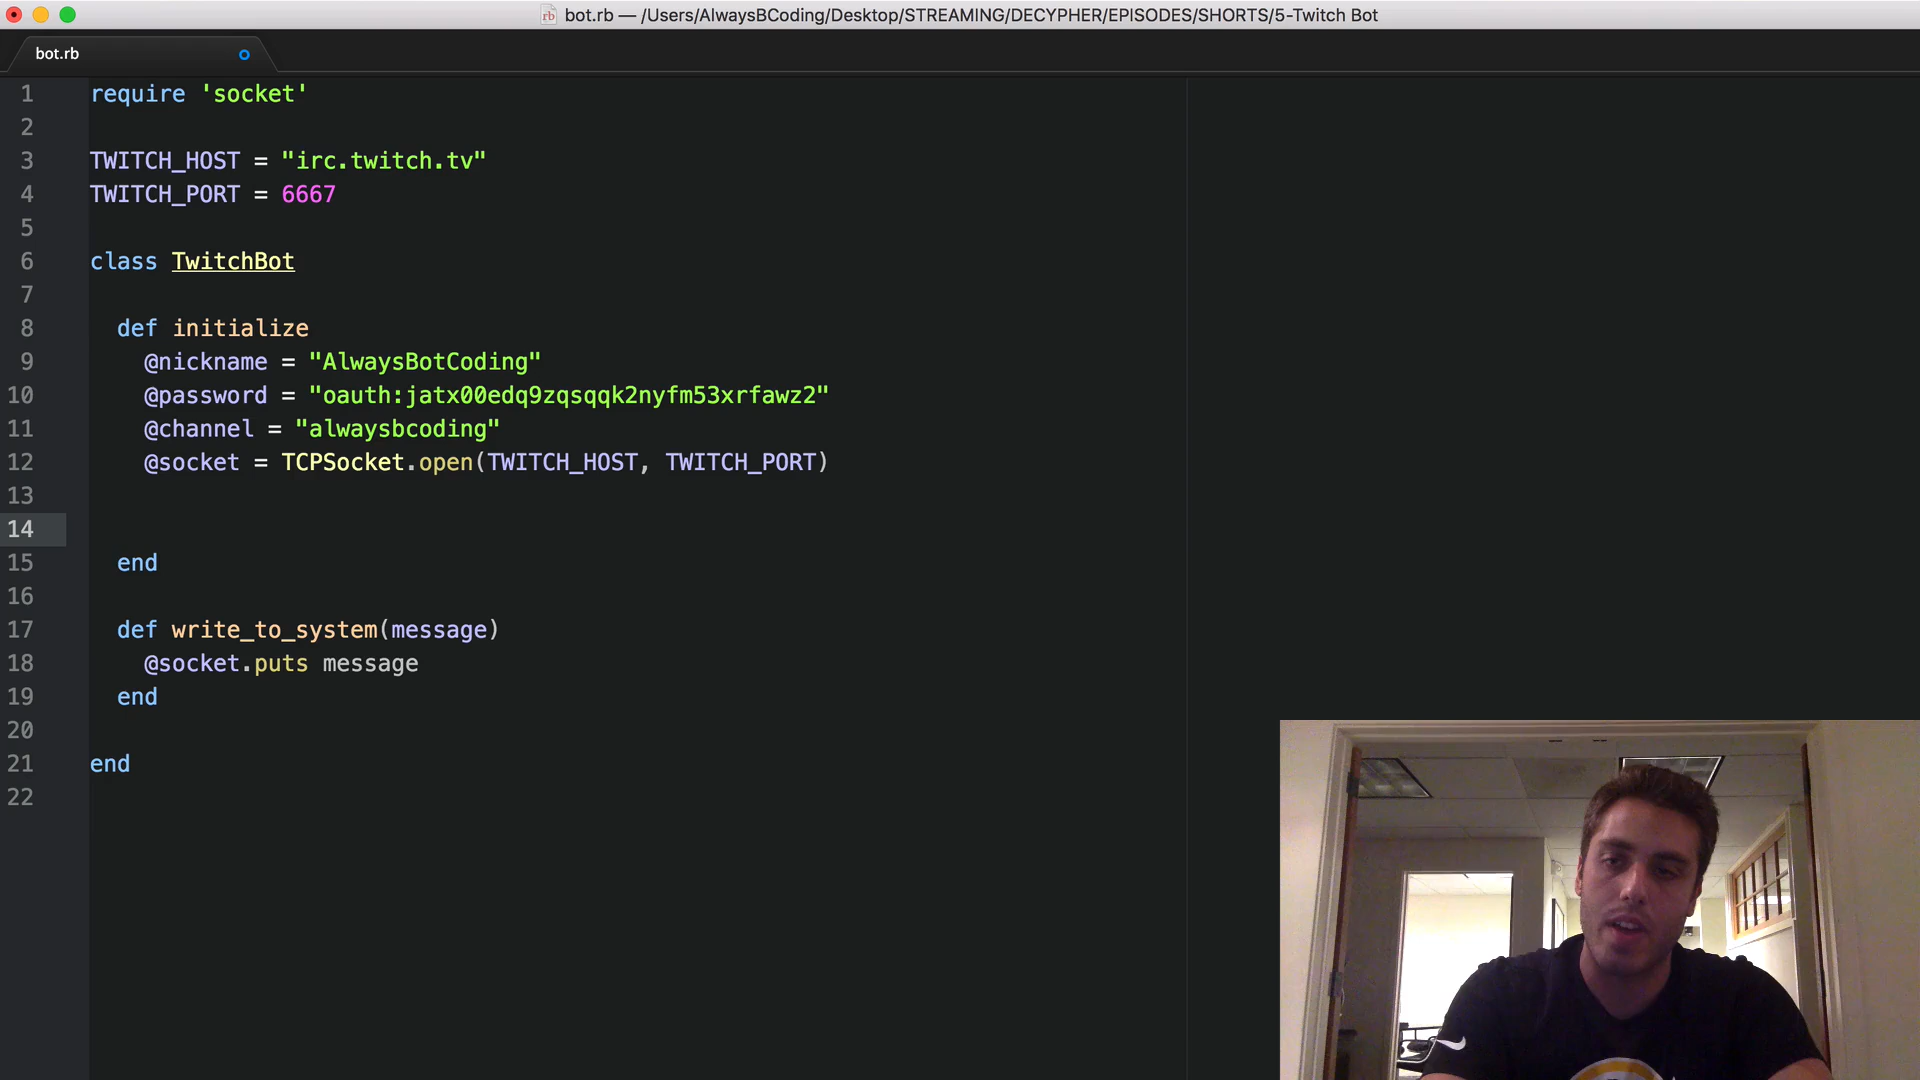 bot.rb — /Users/AlwaysBCoding/Desktop/STREAMING/DECYPHER/EPISODES/SHORTS/5-Twitch Bot
bot.rb
1 require 'socket'
2
3 TWITCH_HOST = "irc.twitch.tv"
4 TWITCH_PORT = 6667
5
6 class TwitchBot
7
8 def initialize
9 @nickname = "AlwaysBotCoding"
10 @password = "oauth:jatx00edq9zqsqqk2nyfm53xrfawz2"
11 @channel = "alwaysbcoding"
12 @socket = TCPSocket.open(TWITCH_HOST, TWITCH_PORT)
13
14
15 end
16
17 def write_to_system(message)
18 @socket.puts message
19 end
20
21 end
22